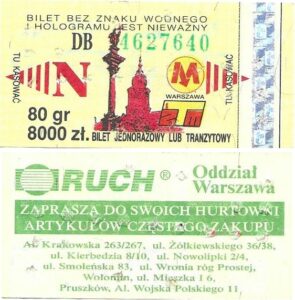 BILET BEZ ZNAKU WODNEGO
I HOLOGRAMU JEST NIEWAŻNY
DB 4627640
TU KASOWAĆ
N
M
WARSZAWA
TU KASOWAĆ
80 gr
8000 zł.
BILET JEDNORAZOWY LUB TRANZYTOWY
RUCH® Oddział
Warszawa
ZAPRASZA DO SWOICH HURTOWNI
ARTYKUŁÓW CZĘSTEGO ZAKUPU
Al. Krakowska 263/267, ul. Żółkiewskiego 36/38,
ul. Kierbedzia 8/10, ul. Nowolipki 2/4,
ul. Smoleńska 83, ul. Wronia róg Prostej,
Wołomin, ul. Mieszka I 6,
Pruszków, Al. Wojska Polskiego 11